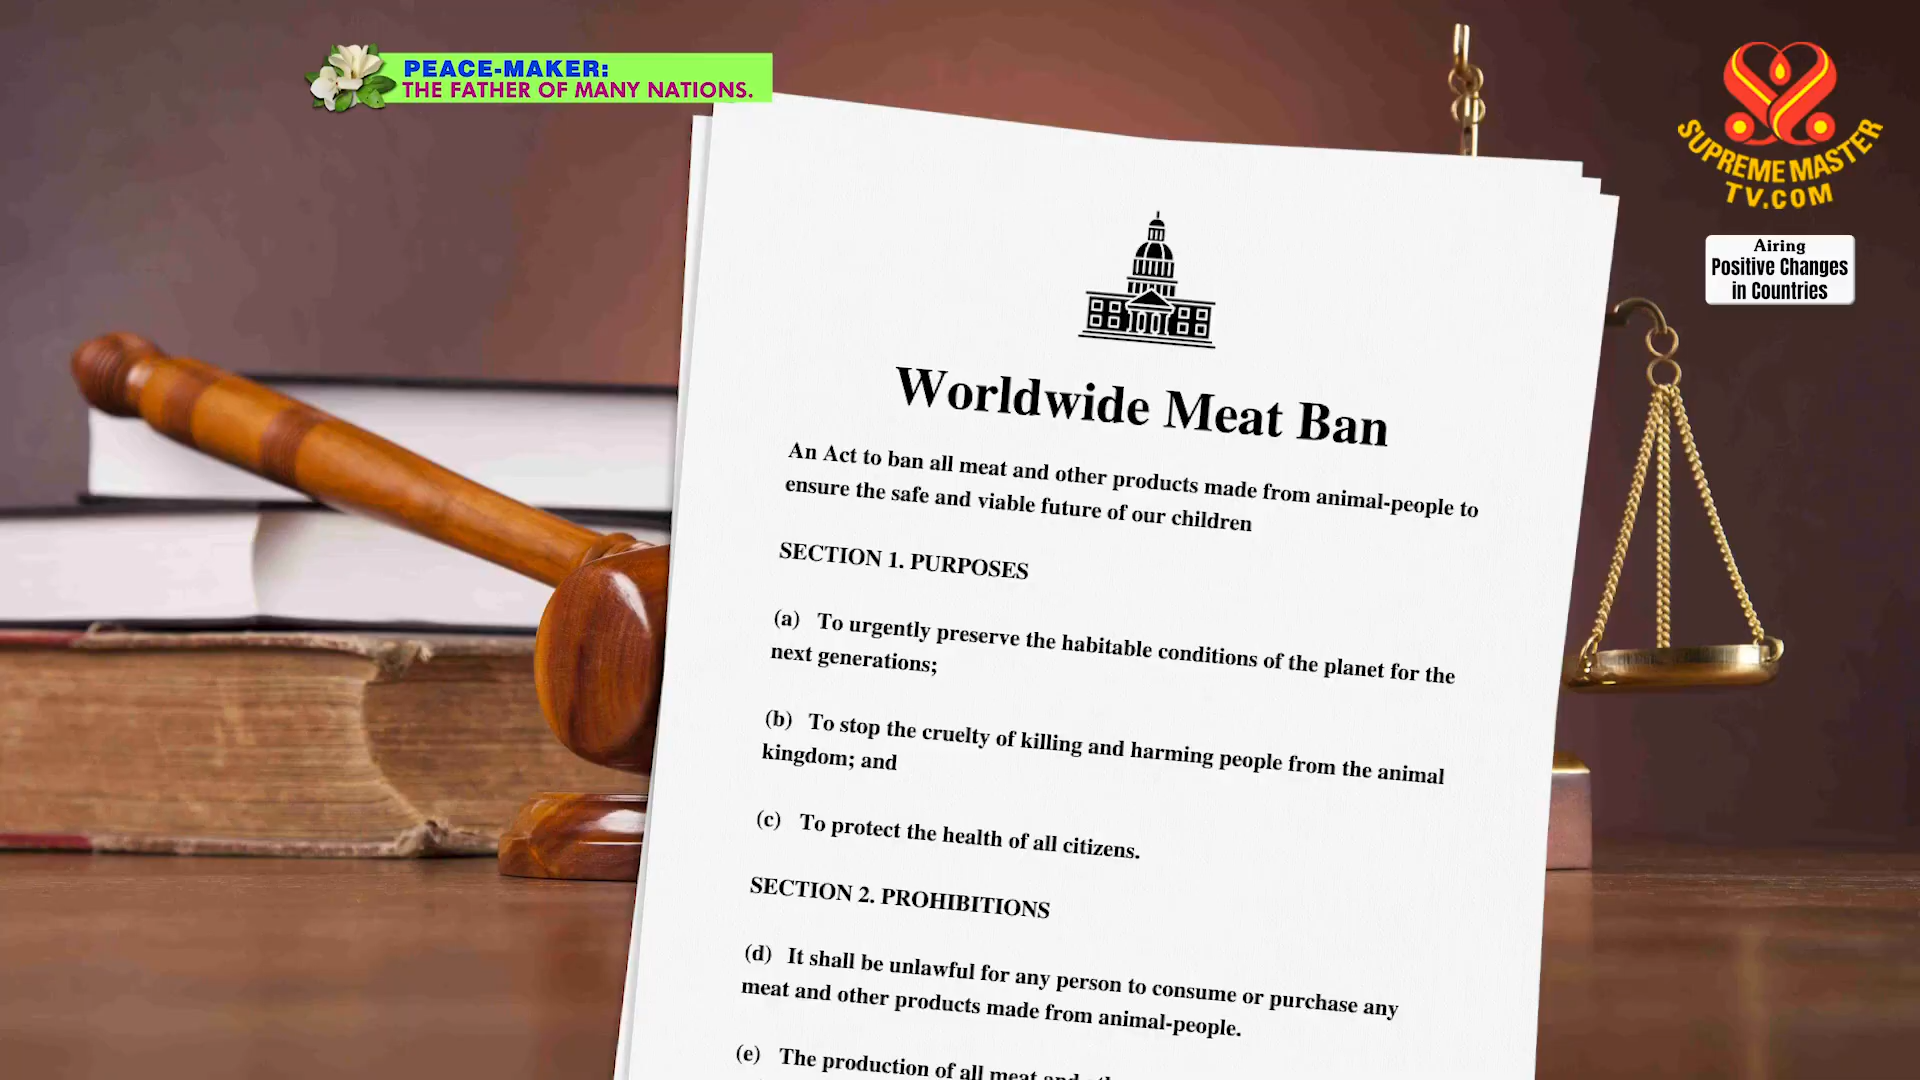 PEACE-MAKER:
THE FATHER OF MANY NATIONS.
SUPREME MASTER
TV.COM
Airing
Positive Changes
in Countries
Worldwide Meat Ban
An Act to ban all meat and other products made from animal-people to
ensure the safe and viable future of our children
SECTION 1. PURPOSES
(a) To urgently preserve the habitable conditions of the planet for the
next generations;
(b) To stop the cruelty of killing and harming people from the animal
kingdom; and
(c) To protect the health of all citizens.
SECTION 2. PROHIBITIONS
(d) It shall be unlawful for any person to consume or purchase any
meat and other products made from animal-people.
(e) The production of all meat and